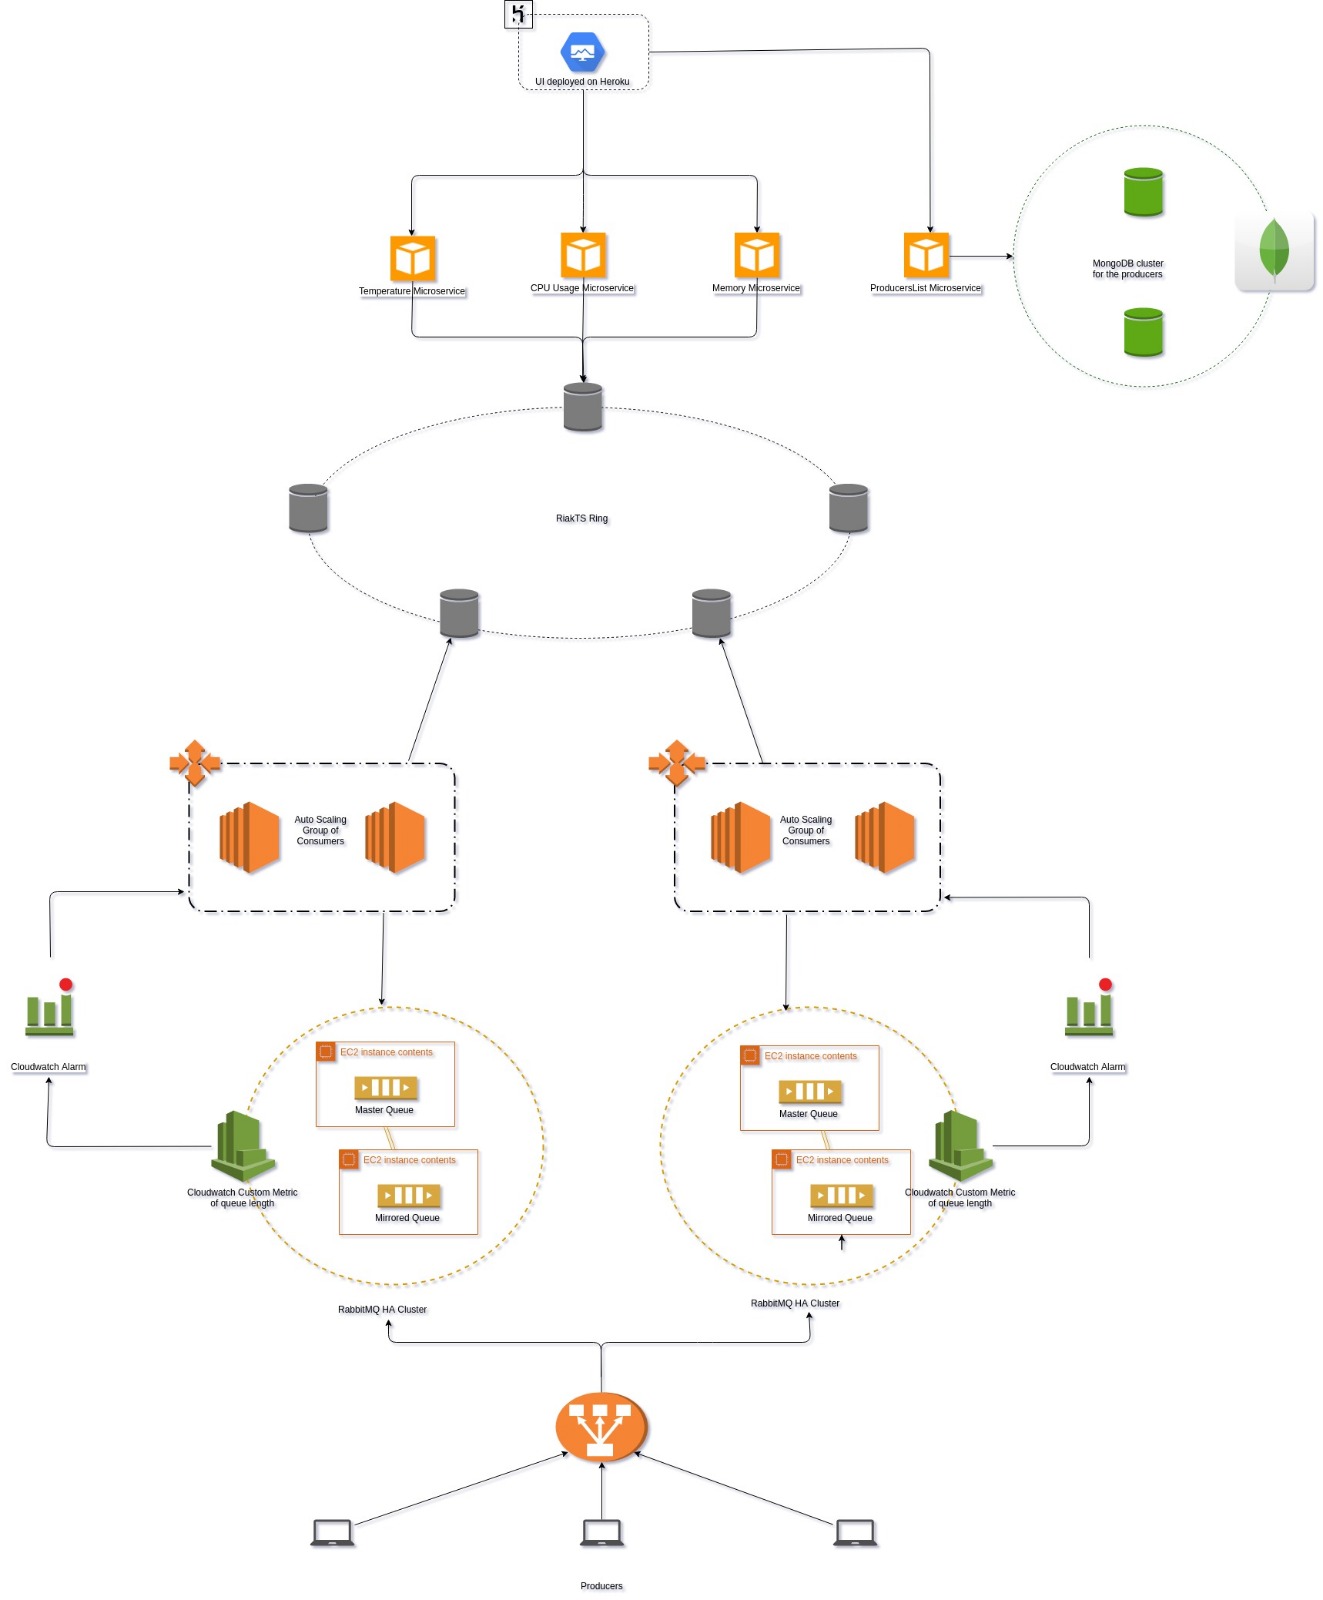 UI deployed on Heroku
Temperature Microservice
CPU Usage Microservice
Memory Microservice
ProducersList Microservice
MongoDB cluster
for the producers
RiakTS Ring
Auto Scaling
Group of
Consumers
Auto Scaling
Group of
Consumers
Cloudwatch Alarm
EC2 instance contents
Master Queue
EC2 instance contents
Mirrored Queue
Cloudwatch Custom Metric
of queue length
RabbitMQ HA Cluster
EC2 instance contents
Master Queue
EC2 instance contents
Mirrored Queue
Cloudwatch Alarm
Cloudwatch Custom Metric
of queue length
RabbitMQ HA Cluster
Producers